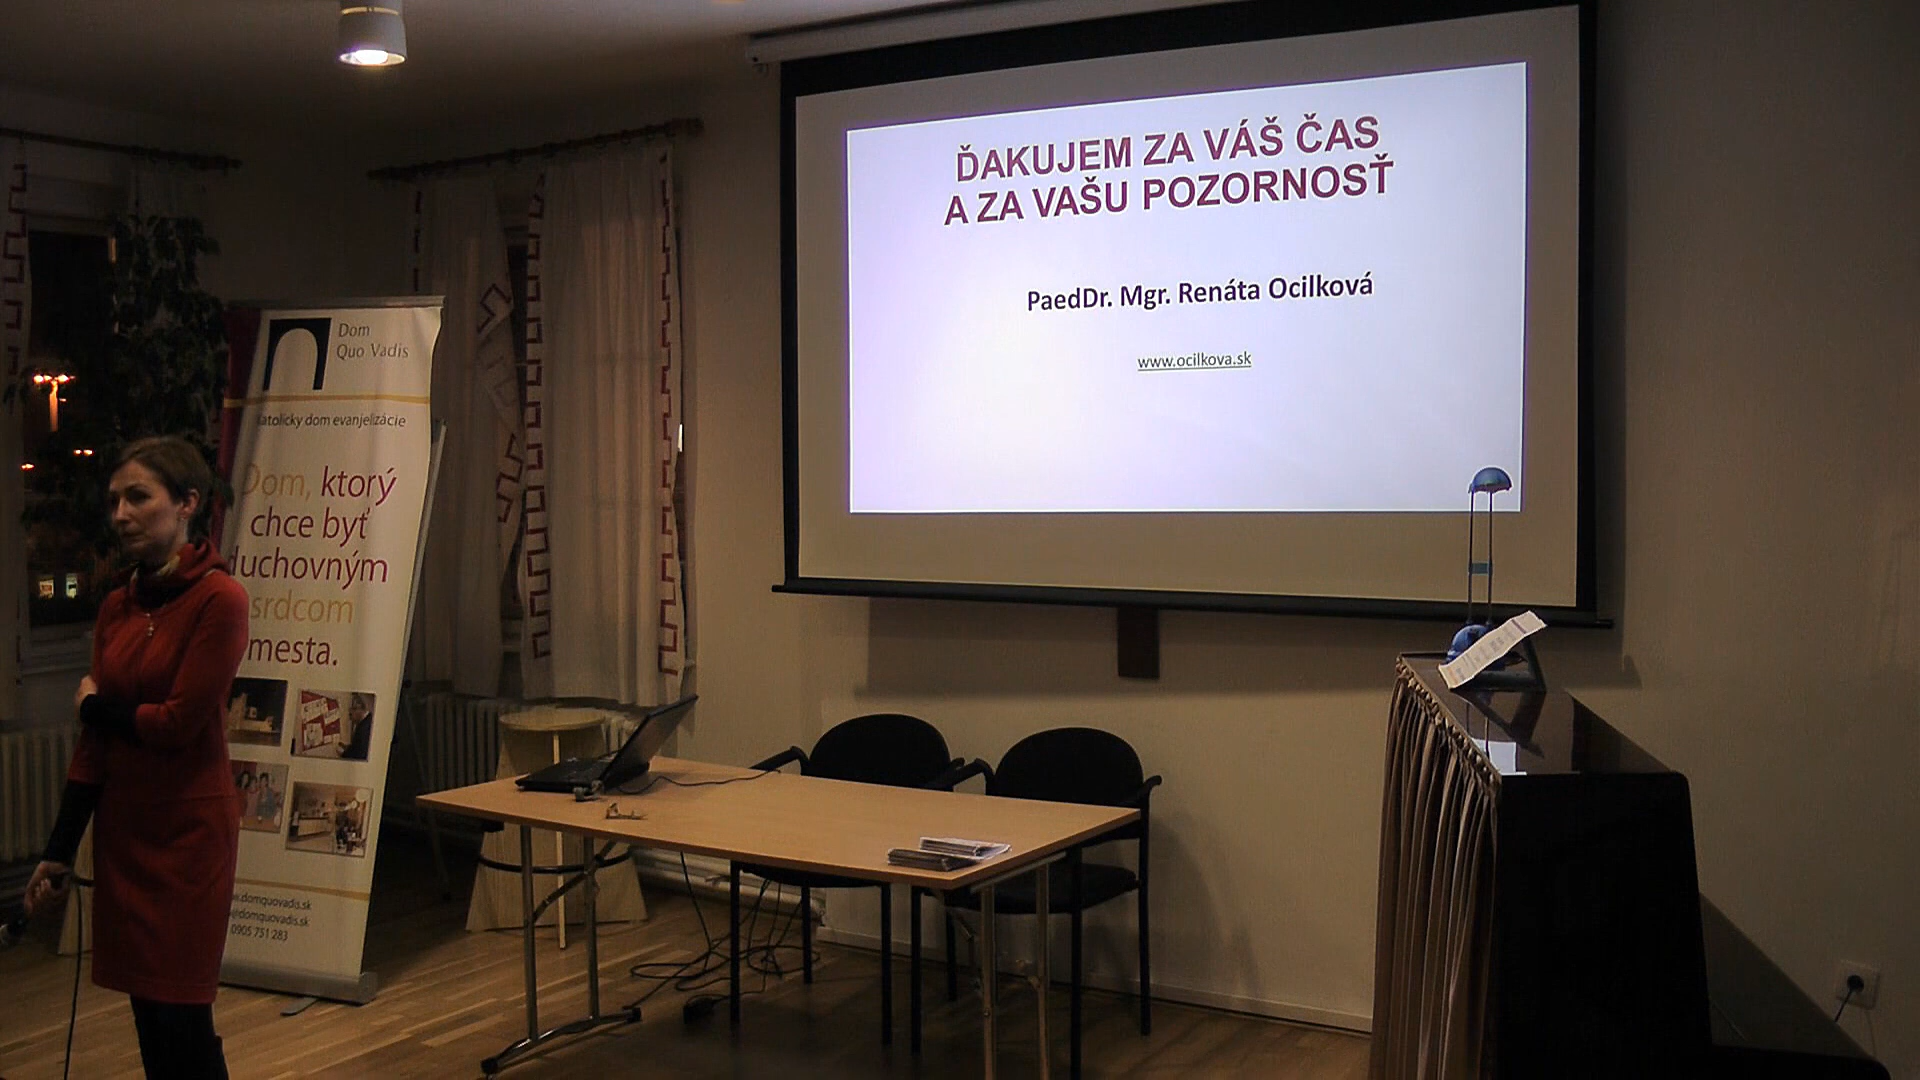 ĎAKUJEM ZA VÁŠ ČAS
A ZA VAŠU POZORNOSŤ
PaedDr. Mgr. Renáta Ocilková
www.ocilkova.sk
Dom
Quo Vadis
katolícky dom evanjelizácie
Dom, ktorý
chce byť
duchovným
srdcom
mesta.
.domquovadis.sk
@domquovadis.sk
0905 751 283